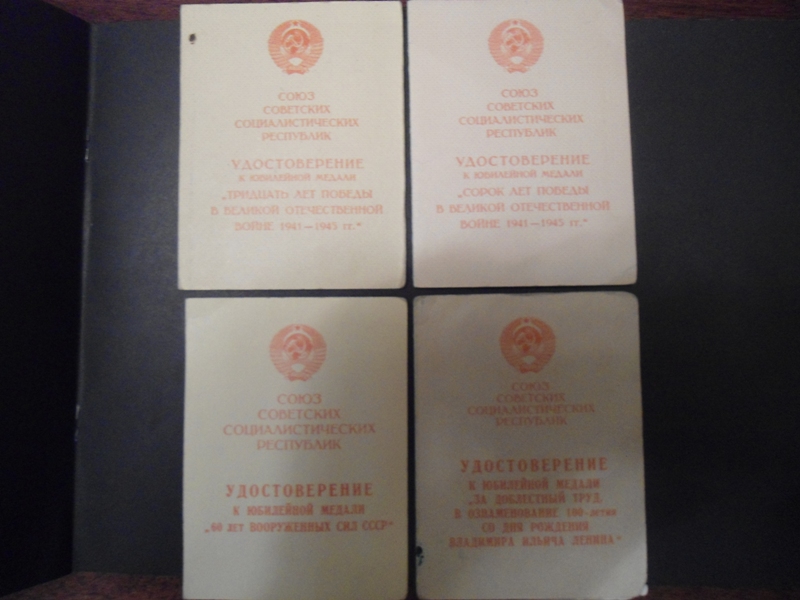 СОЮЗ
СОВЕТСКИХ
СОЦИАЛИСТИЧЕСКИХ
РЕСПУБЛИК
УДОСТОВЕРЕНИЕ
К ЮБИЛЕЙНОЙ МЕДАЛИ
„ТРИДЦАТЬ ЛЕТ ПОБЕДЫ
В ВЕЛИКОЙ ОТЕЧЕСТВЕННОЙ
ВОЙНЕ 1941—1945 гг.“
СОЮЗ
СОВЕТСКИХ
СОЦИАЛИСТИЧЕСКИХ
РЕСПУБЛИК
УДОСТОВЕРЕНИЕ
К ЮБИЛЕЙНОЙ МЕДАЛИ
„СОРОК ЛЕТ ПОБЕДЫ
В ВЕЛИКОЙ ОТЕЧЕСТВЕННОЙ
ВОЙНЕ 1941—1945 гг.“
СОЮЗ
СОВЕТСКИХ
СОЦИАЛИСТИЧЕСКИХ
РЕСПУБЛИК
УДОСТОВЕРЕНИЕ
К ЮБИЛЕЙНОЙ МЕДАЛИ
„60 ЛЕТ ВООРУЖЕННЫХ СИЛ СССР“
СОЮЗ
СОВЕТСКИХ
СОЦИАЛИСТИЧЕСКИХ
РЕСПУБЛИК
УДОСТОВЕРЕНИЕ
К ЮБИЛЕЙНОЙ МЕДАЛИ
„ЗА ДОБЛЕСТНЫЙ ТРУД
В ОЗНАМЕНОВАНИЕ 100-летия
СО ДНЯ РОЖДЕНИЯ
ВЛАДИМИРА ИЛЬИЧА ЛЕНИНА“